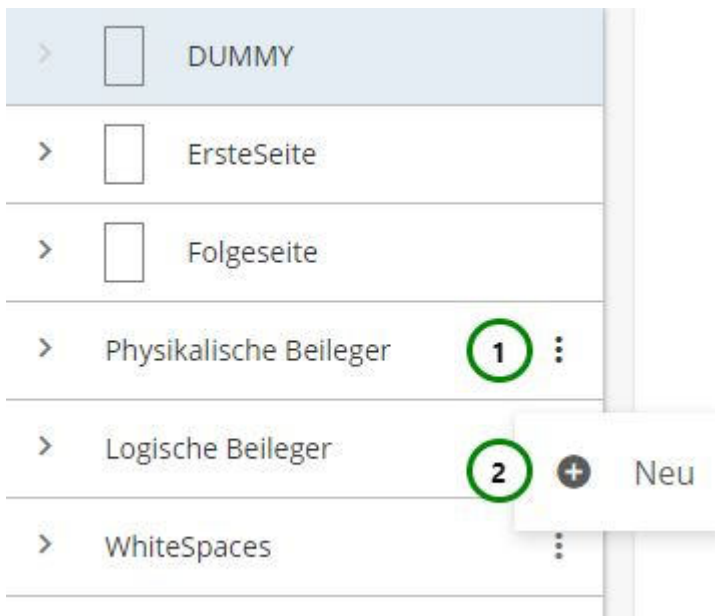 DUMMY
ErsteSeite
Folgeseite
Physikalische Beileger 1
Logische Beileger
2 Neu
WhiteSpaces